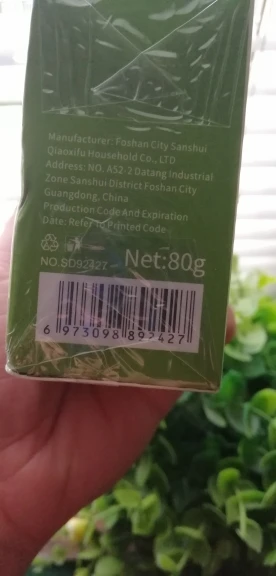 Manufacturer: Foshan City Sanshui
Qiaoxifu Household Co., LTD
Address: NO, A52-2 Datang Industrial
Zone Sanshui District Foshan City
Guangdong, China
Production Code And Expiration
Date: Refer To Printed Code
NO.SD92427 Net:80g
6 973098 892427